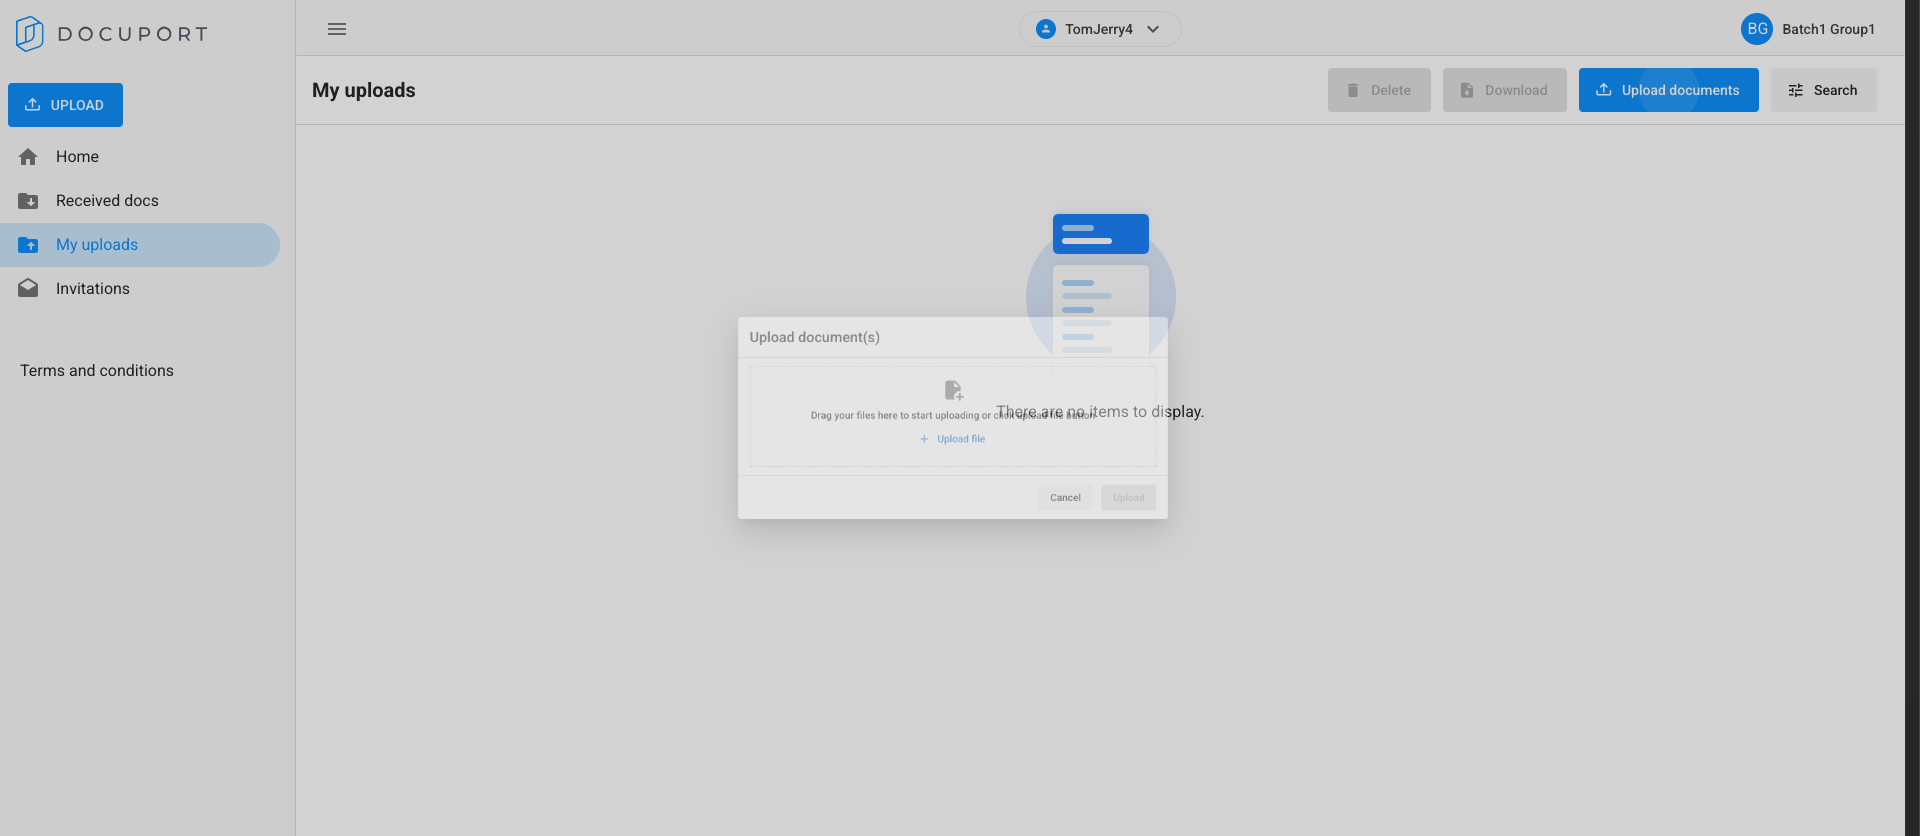 DOCUPORT
TomJerry4
BG Batch1 Group1
UPLOAD
Home
Received docs
My uploads
Invitations
Terms and conditions
My uploads
Delete
Download
Upload documents
Search
Upload document(s)
Drag your files here to start uploading or click upload file button
There are no items to display.
Upload file
Cancel
Upload